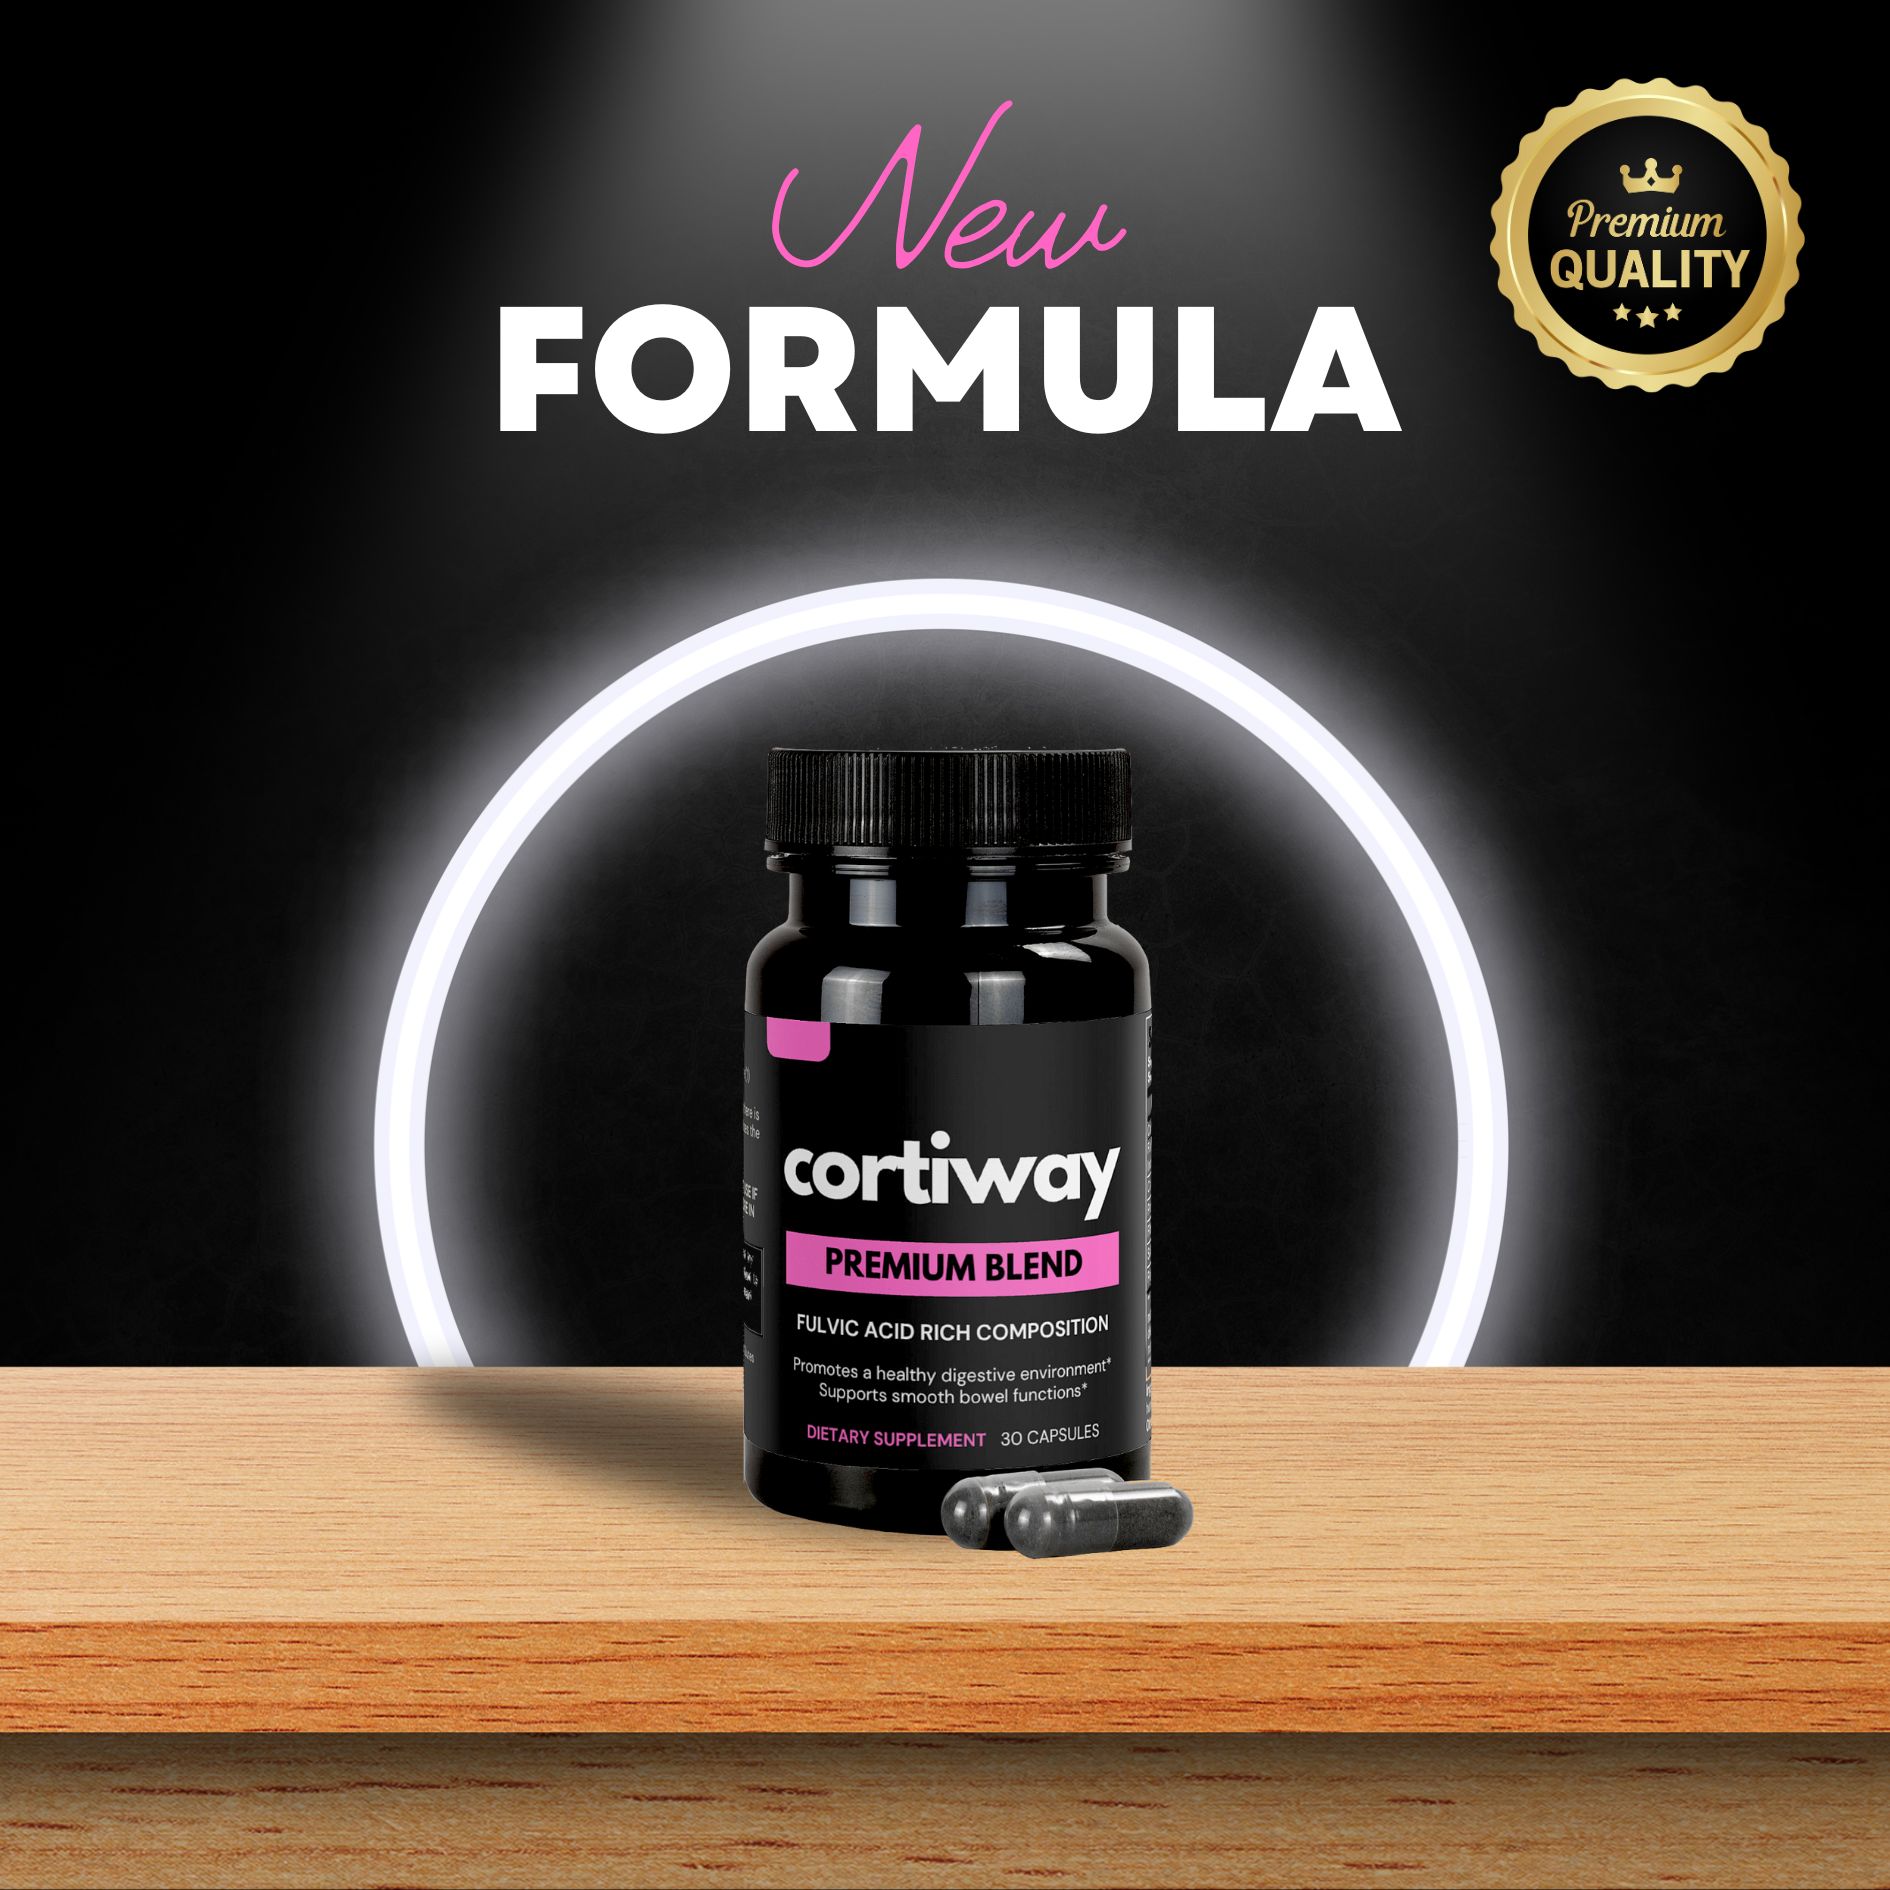 New
FORMULA
Premium
QUALITY
cortiway
PREMIUM BLEND
FULVIC ACID RICH COMPOSITION
Promotes a healthy digestive environment*
Supports smooth bowel functions*
DIETARY SUPPLEMENT 30 CAPSULES